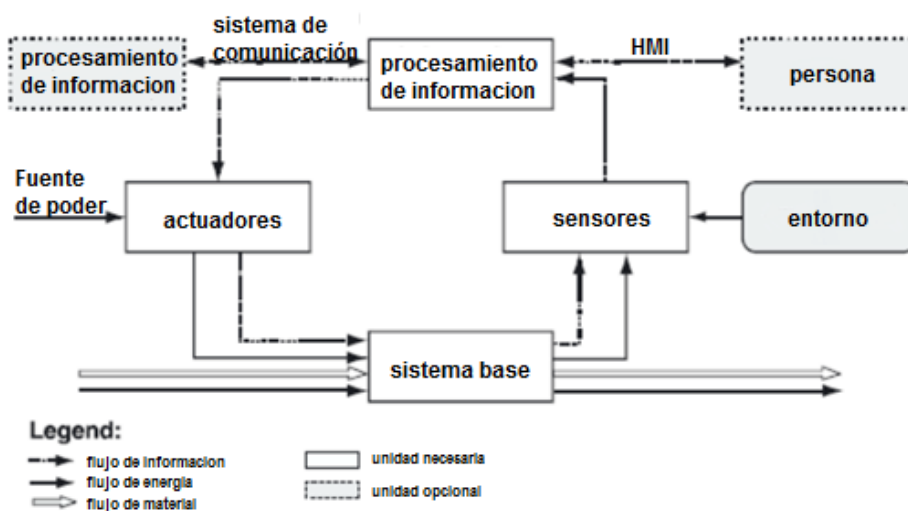 sistema de
comunicación
procesamiento
de informacion
procesamiento
de informacion
HMI
persona
Fuente
de poder
actuadores
sensores
entorno
sistema base
Legend:
flujo de informacion
flujo de energia
flujo de material
unidad necesaria
unidad opcional